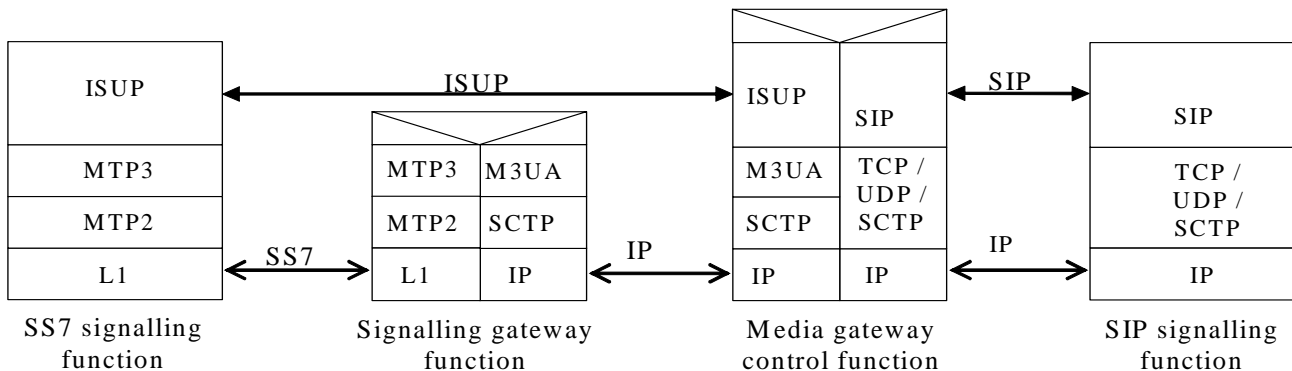 ISUP
MTP3
MTP2
L1
SS7 signalling
function
ISUP
SS7
MTP3
M3UA
MTP2
SCTP
L1
IP
Signalling gateway
function
IP
ISUP
SIP
M3UA
SCTP
TCP /
UDP /
SCTP
IP
IP
Media gateway
control function
SIP
IP
SIP
TCP /
UDP /
SCTP
IP
SIP signalling
function